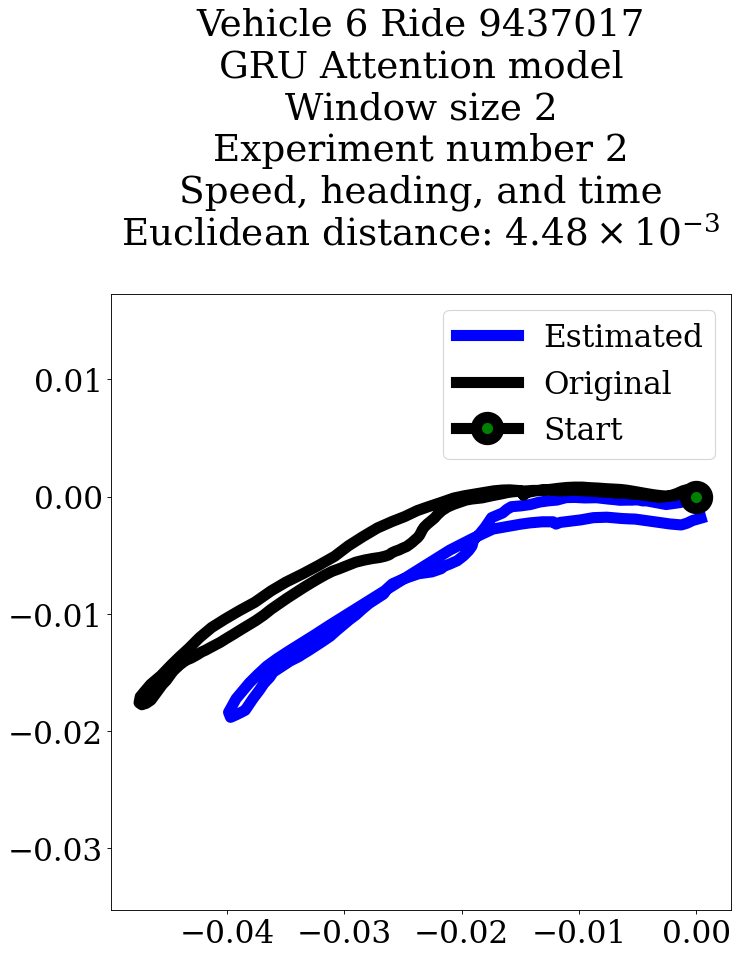 Vehicle 6 Ride 9437017
GRU Attention model
Window size 2
Experiment number 2
Speed, heading, and time
Euclidean distance: 4.48 × 10⁻³
Estimated
Original
Start
0.01
0.00
−0.01
−0.02
−0.03
−0.04 −0.03 −0.02 −0.01 0.00